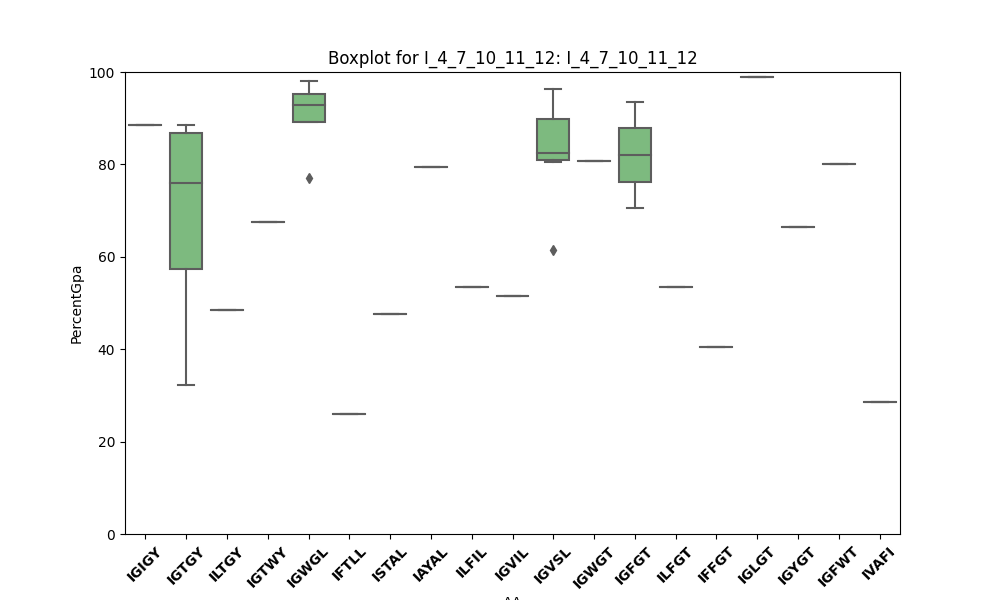 Boxplot for I_4_7_10_11_12: I_4_7_10_11_12
PercentGpa
100
80
60
40
20
0
IGIGY
IGTGY
ILTGY
IGTWY
IGWGL
IFTLL
ISTAL
IAYAL
ILFIL
IGVIL
IGVSL
IGWGT
IGFGT
ILFGT
IFFGT
IGLGT
IGYGT
IGFWT
IVAFI